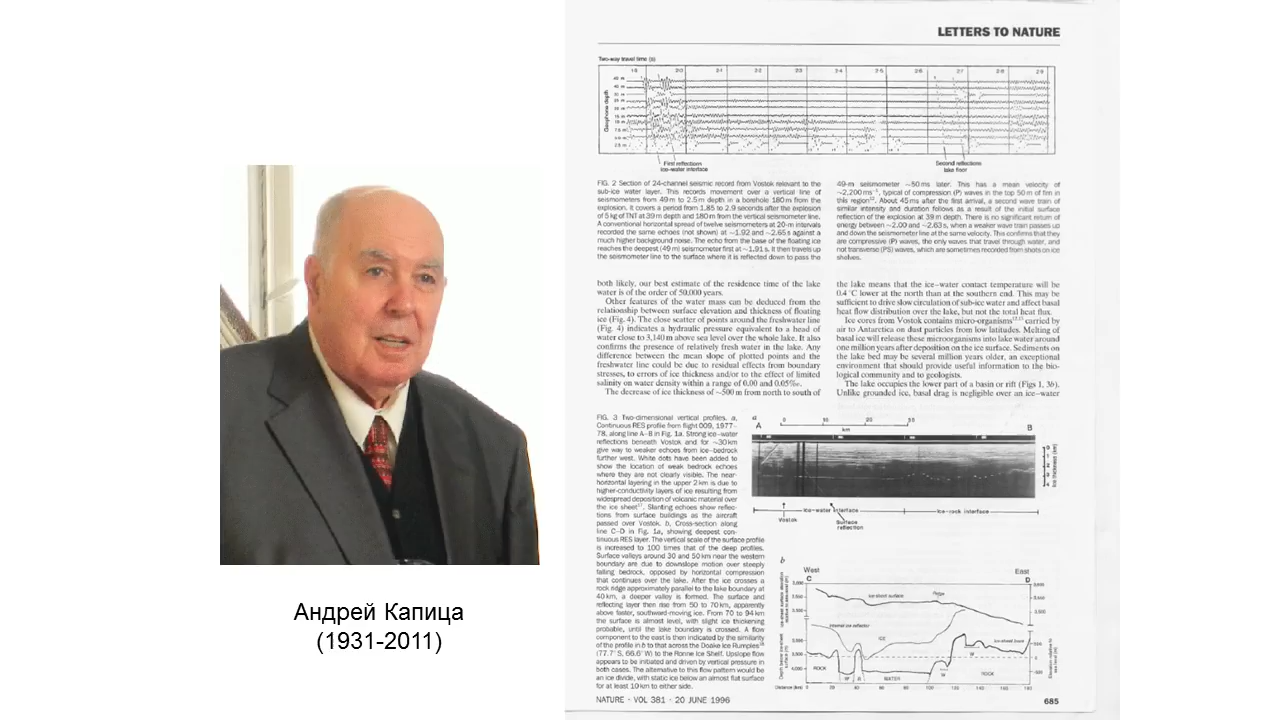 LETTERS TO NATURE
Two-way travel time (s)
Geophone depth
First reflections
ice-water interface
Second reflections
lake floor
FIG. 2 Section of 24-channel seismic record from Vostok relevant to the
sub-ice water layer. This records movement over a vertical line of
seismometers from 49 m to 2.5 m depth in a borehole 180 m from the
explosion. It covers a period from 1.85 to 2.9 seconds after the explosion
of 5 kg of TNT at 39 m depth and 180 m from the vertical seismometer line.
A conventional horizontal spread of twelve seismometers at 20-m intervals
recorded the same echoes (not shown) at ~1.92 and ~2.65 s against a
much higher background noise. The echo from the base of the floating ice
reaches the deepest (49 m) seismometer first at ~1.91 s. It then travels up
the seismometer line to the surface where it is reflected down to pass the
49-m seismometer ~50 ms later. This has a mean velocity of
~2,200 ms⁻¹, typical of compression (P) waves in the top 50 m of firn in
this region. About 45 ms after the first arrival, a second wave train of
similar intensity and duration follows as a result of the initial surface
reflection of the explosion at 39 m depth. There is no significant return of
energy between ~2.00 and ~2.63 s, when a weaker wave train passes up
and down the seismometer line at the same velocity. This confirms that they
are compressive (P) waves, the only waves that travel through water, and
not transverse (PS) waves, which are sometimes recorded from shots on ice
shelves.
both likely, our best estimate of the residence time of the lake
water is of the order of 50,000 years.
Other features of the water mass can be deduced from the
relationship between surface elevation and thickness of floating
ice (Fig. 4). The close scatter of points around the freshwater line
(Fig. 4) indicates a hydraulic pressure equivalent to a head of
water close to 3,140 m above sea level over the whole lake. It also
confirms the presence of relatively fresh water in the lake. Any
difference between the mean slope of plotted points and the
freshwater line could be due to residual effects from boundary
stresses, to errors of ice thickness and/or to the effect of limited
salinity on water density within a range of 0.00 and 0.05‰.
The decrease of ice thickness of ~500 m from north to south of
the lake means that the ice-water contact temperature will be
0.4 °C lower at the north than at the southern end. This may be
sufficient to drive slow circulation of sub-ice water and affect basal
heat flow distribution over the lake, but not the total heat flux.
Ice cores from Vostok contains micro-organisms carried by
air to Antarctica on dust particles from low latitudes. Melting of
basal ice will release these microorganisms into lake water around
one million years after deposition on the ice surface. Sediments on
the lake bed may be several million years older, an exceptional
environment that should provide useful information to the bio-
logical community and to geologists.
The lake occupies the lower part of a basin or rift (Figs 1, 3b).
Unlike grounded ice, basal drag is negligible over an ice-water
FIG. 3 Two-dimensional vertical profiles. a,
Continuous RES profile from flight 009, 1977–
78, along line A–B in Fig. 1a. Strong ice–water
reflections beneath Vostok and for ~30 km
give way to weaker echoes from ice–bedrock
further west. White dots have been added to
show the location of weak bedrock echoes
where they are not clearly visible. The near-
horizontal layering in the upper 2 km is due to
higher-conductivity layers of ice resulting from
widespread deposition of volcanic material over
the ice sheet. Slanting echoes show reflec-
tions from surface buildings as the aircraft
passed over Vostok. b, Cross-section along
line C–D in Fig. 1a, showing deepest con-
tinuous RES layer. The vertical scale of the surface profile
is increased to 100 times that of the deep profiles.
Surface valleys around 30 and 50 km near the western
boundary are due to downslope motion over steeply
falling bedrock, opposed by horizontal compression
that continues over the lake. After the ice crosses a
rock ridge approximately parallel to the lake boundary at
40 km, a deep valley is formed. The surface and
reflecting layer then rise from 50 to 70 km, apparently
above faster, southward-moving ice. From 70 to 94 km
the surface is almost level, with slight ice thickening
probable, until the lake boundary is crossed. A flow
component to the east is then indicated by the similarity
of the profile in b to that across the Doake Ice Rumples
(77.7° S, 66.6° W) to the Ronne Ice Shelf. Upslope flow
appears to be initiated and driven by vertical pressure in
both cases. The alternative to this flow pattern would be
an ice divide, with static ice below an almost flat surface
for at least 10 km to either side.
a
A
B
km
Ice thickness (km)
Vostok
Ice-water interface
Surface
reflection
Ice-rock interface
b
West
C
East
D
Ice-sheet surface
Ridge
Internal ice reflector
ICE
Ice-sheet base
ROCK
W
R
WATER
W
W
ROCK
Distance (km)
NATURE · VOL 381 · 20 JUNE 1996
685
Андрей Капица
(1931-2011)